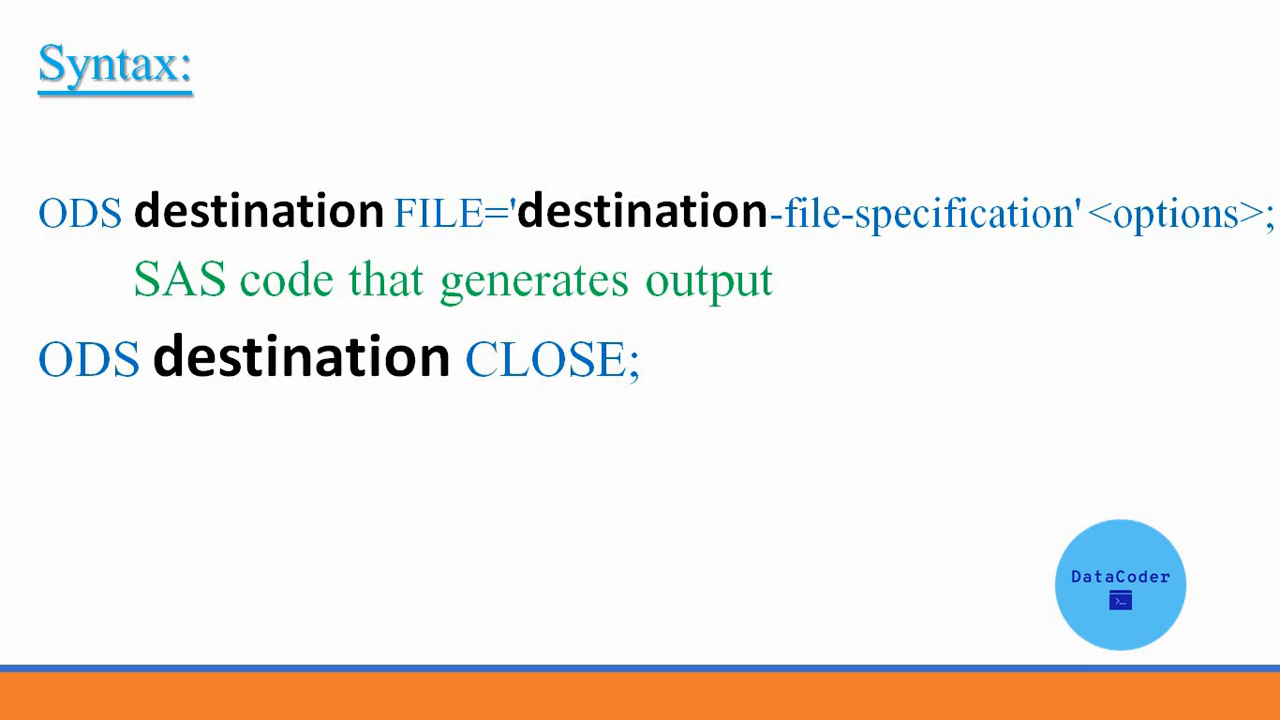 Syntax:
ODS destination FILE='destination-file-specification' <options>;
SAS code that generates output
ODS destination CLOSE;
DataCoder
>_